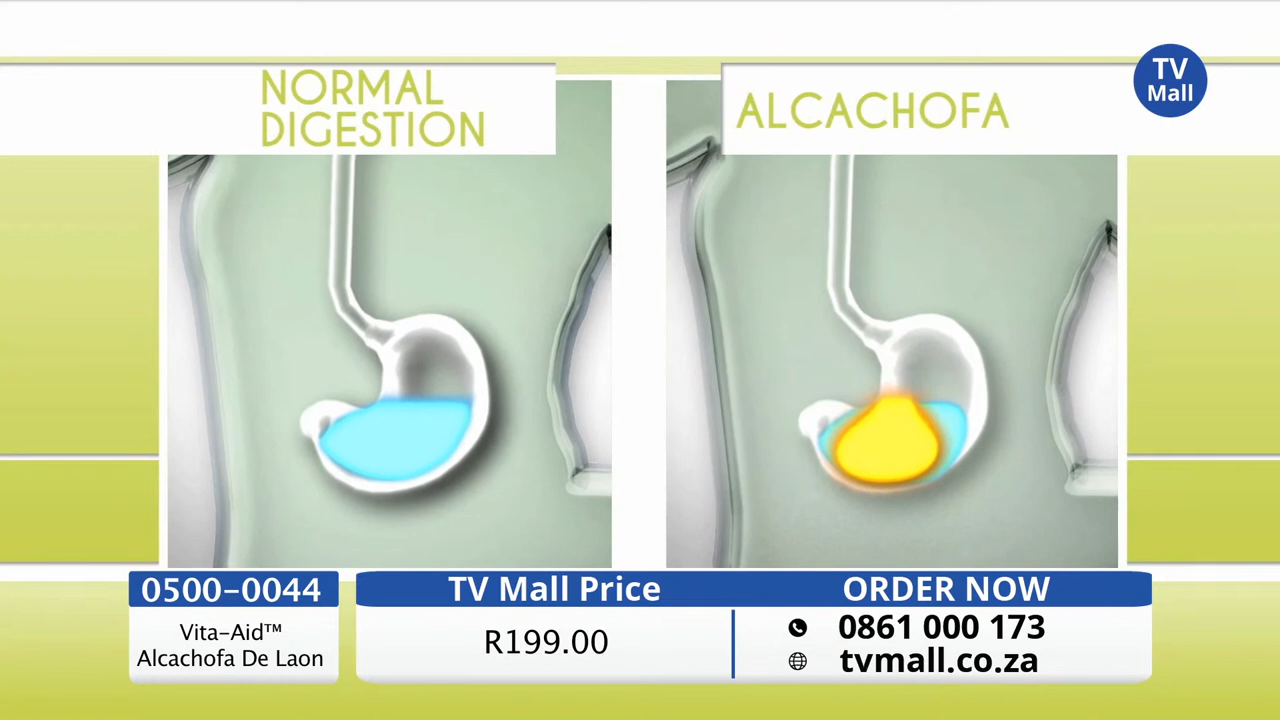 NORMAL
DIGESTION
ALCACHOFA
TV
Mall
0500-0044
Vita-Aid™
Alcachofa De Laon
TV Mall Price
R199.00
ORDER NOW
0861 000 173
tvmall.co.za